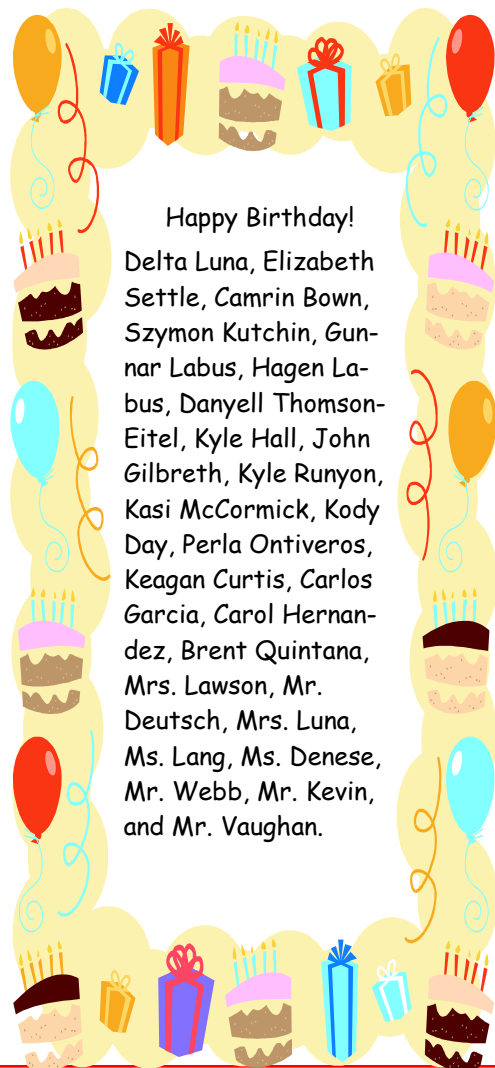 Happy Birthday!
Delta Luna, Elizabeth
Settle, Camrin Bown,
Szymon Kutchin, Gun-
nar Labus, Hagen La-
bus, Danyell Thomson-
Eitel, Kyle Hall, John
Gilbreth, Kyle Runyon,
Kasi McCormick, Kody
Day, Perla Ontiveros,
Keagan Curtis, Carlos
Garcia, Carol Hernan-
dez, Brent Quintana,
Mrs. Lawson, Mr.
Deutsch, Mrs. Luna,
Ms. Lang, Ms. Denese,
Mr. Webb, Mr. Kevin,
and Mr. Vaughan.